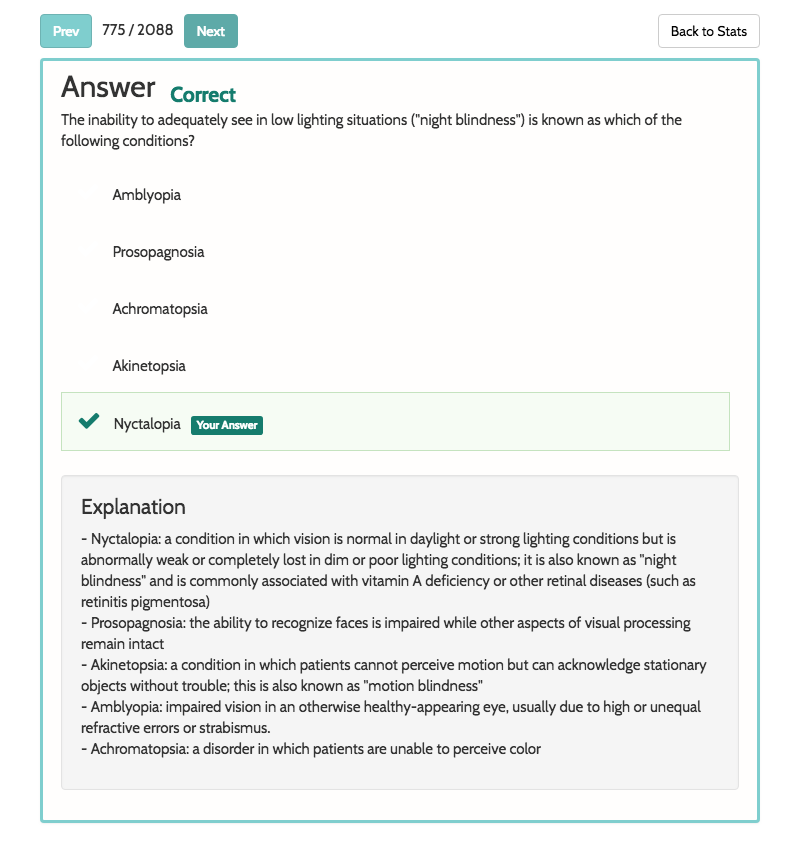 Prev 775 / 2088 Next Back to Stats
Answer Correct
The inability to adequately see in low lighting situations ("night blindness") is known as which of the
following conditions?
Amblyopia
Prosopagnosia
Achromatopsia
Akinetopsia
Nyctalopia Your Answer
Explanation
- Nyctalopia: a condition in which vision is normal in daylight or strong lighting conditions but is
abnormally weak or completely lost in dim or poor lighting conditions; it is also known as "night
blindness" and is commonly associated with vitamin A deficiency or other retinal diseases (such as
retinitis pigmentosa)
- Prosopagnosia: the ability to recognize faces is impaired while other aspects of visual processing
remain intact
- Akinetopsia: a condition in which patients cannot perceive motion but can acknowledge stationary
objects without trouble; this is also known as "motion blindness"
- Amblyopia: impaired vision in an otherwise healthy-appearing eye, usually due to high or unequal
refractive errors or strabismus.
- Achromatopsia: a disorder in which patients are unable to perceive color